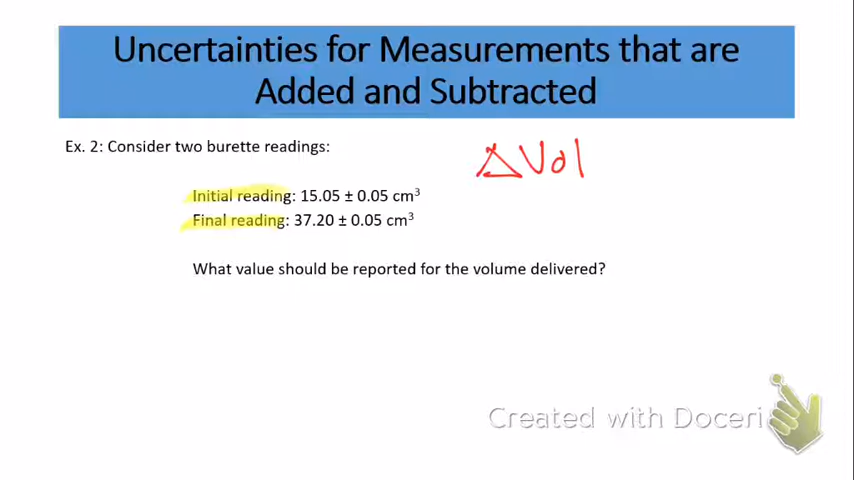 Uncertainties for Measurements that are
Added and Subtracted
Ex. 2: Consider two burette readings:
ΔVol
Initial reading: 15.05 ± 0.05 cm³
Final reading: 37.20 ± 0.05 cm³
What value should be reported for the volume delivered?
Created with Doceri